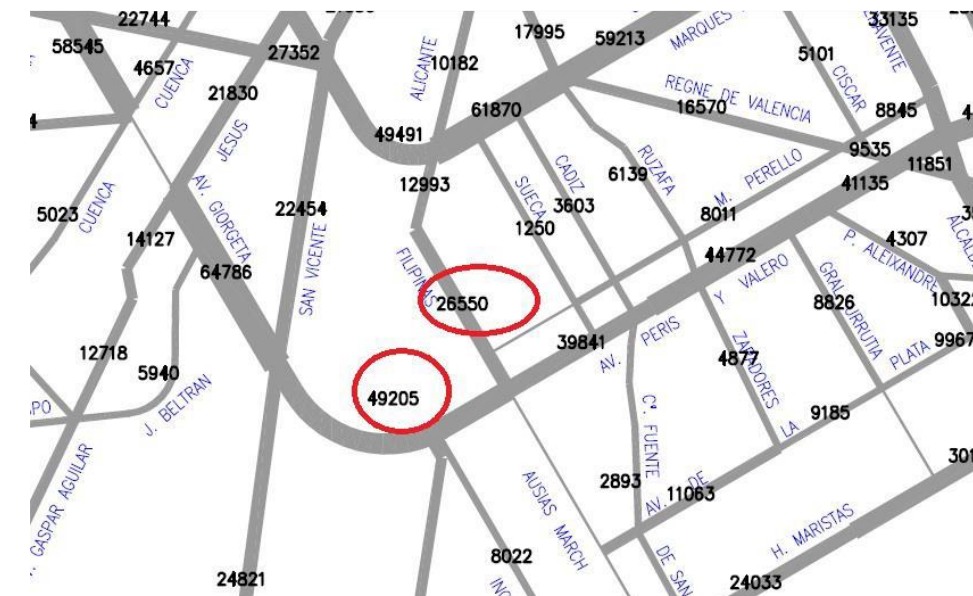 22744
58545
4657
CUENCA
21830
27352
ALICANTE
10182
17995
59213
MARQUES
5101
CISCAR
33135
8845
REGNE DE VALENCIA
16570
61870
49491
JESUS
12993
RUZAFA
6139
CADIZ
3603
SUECA
1250
M. PERELLO
8011
9535
11851
41135
CUENCA
5023
AV. GIORGETA
22454
SAN VICENTE
14127
64786
FILIPINAS
26550
44772
Y VALERO
P. ALEIXANDRE
4307
GRAL. URRUTIA
8826
10322
9967
PLATA
12718
5940
J. BELTRAN
49205
39841
AV. PERIS
ZAPADORES
4877
9185
LA
Cº. FUENTE
2893
AV. DE
11063
GASPAR AGUILAR
AUSIAS MARCH
8022
H. MARISTAS
24033
DE SAN
24821